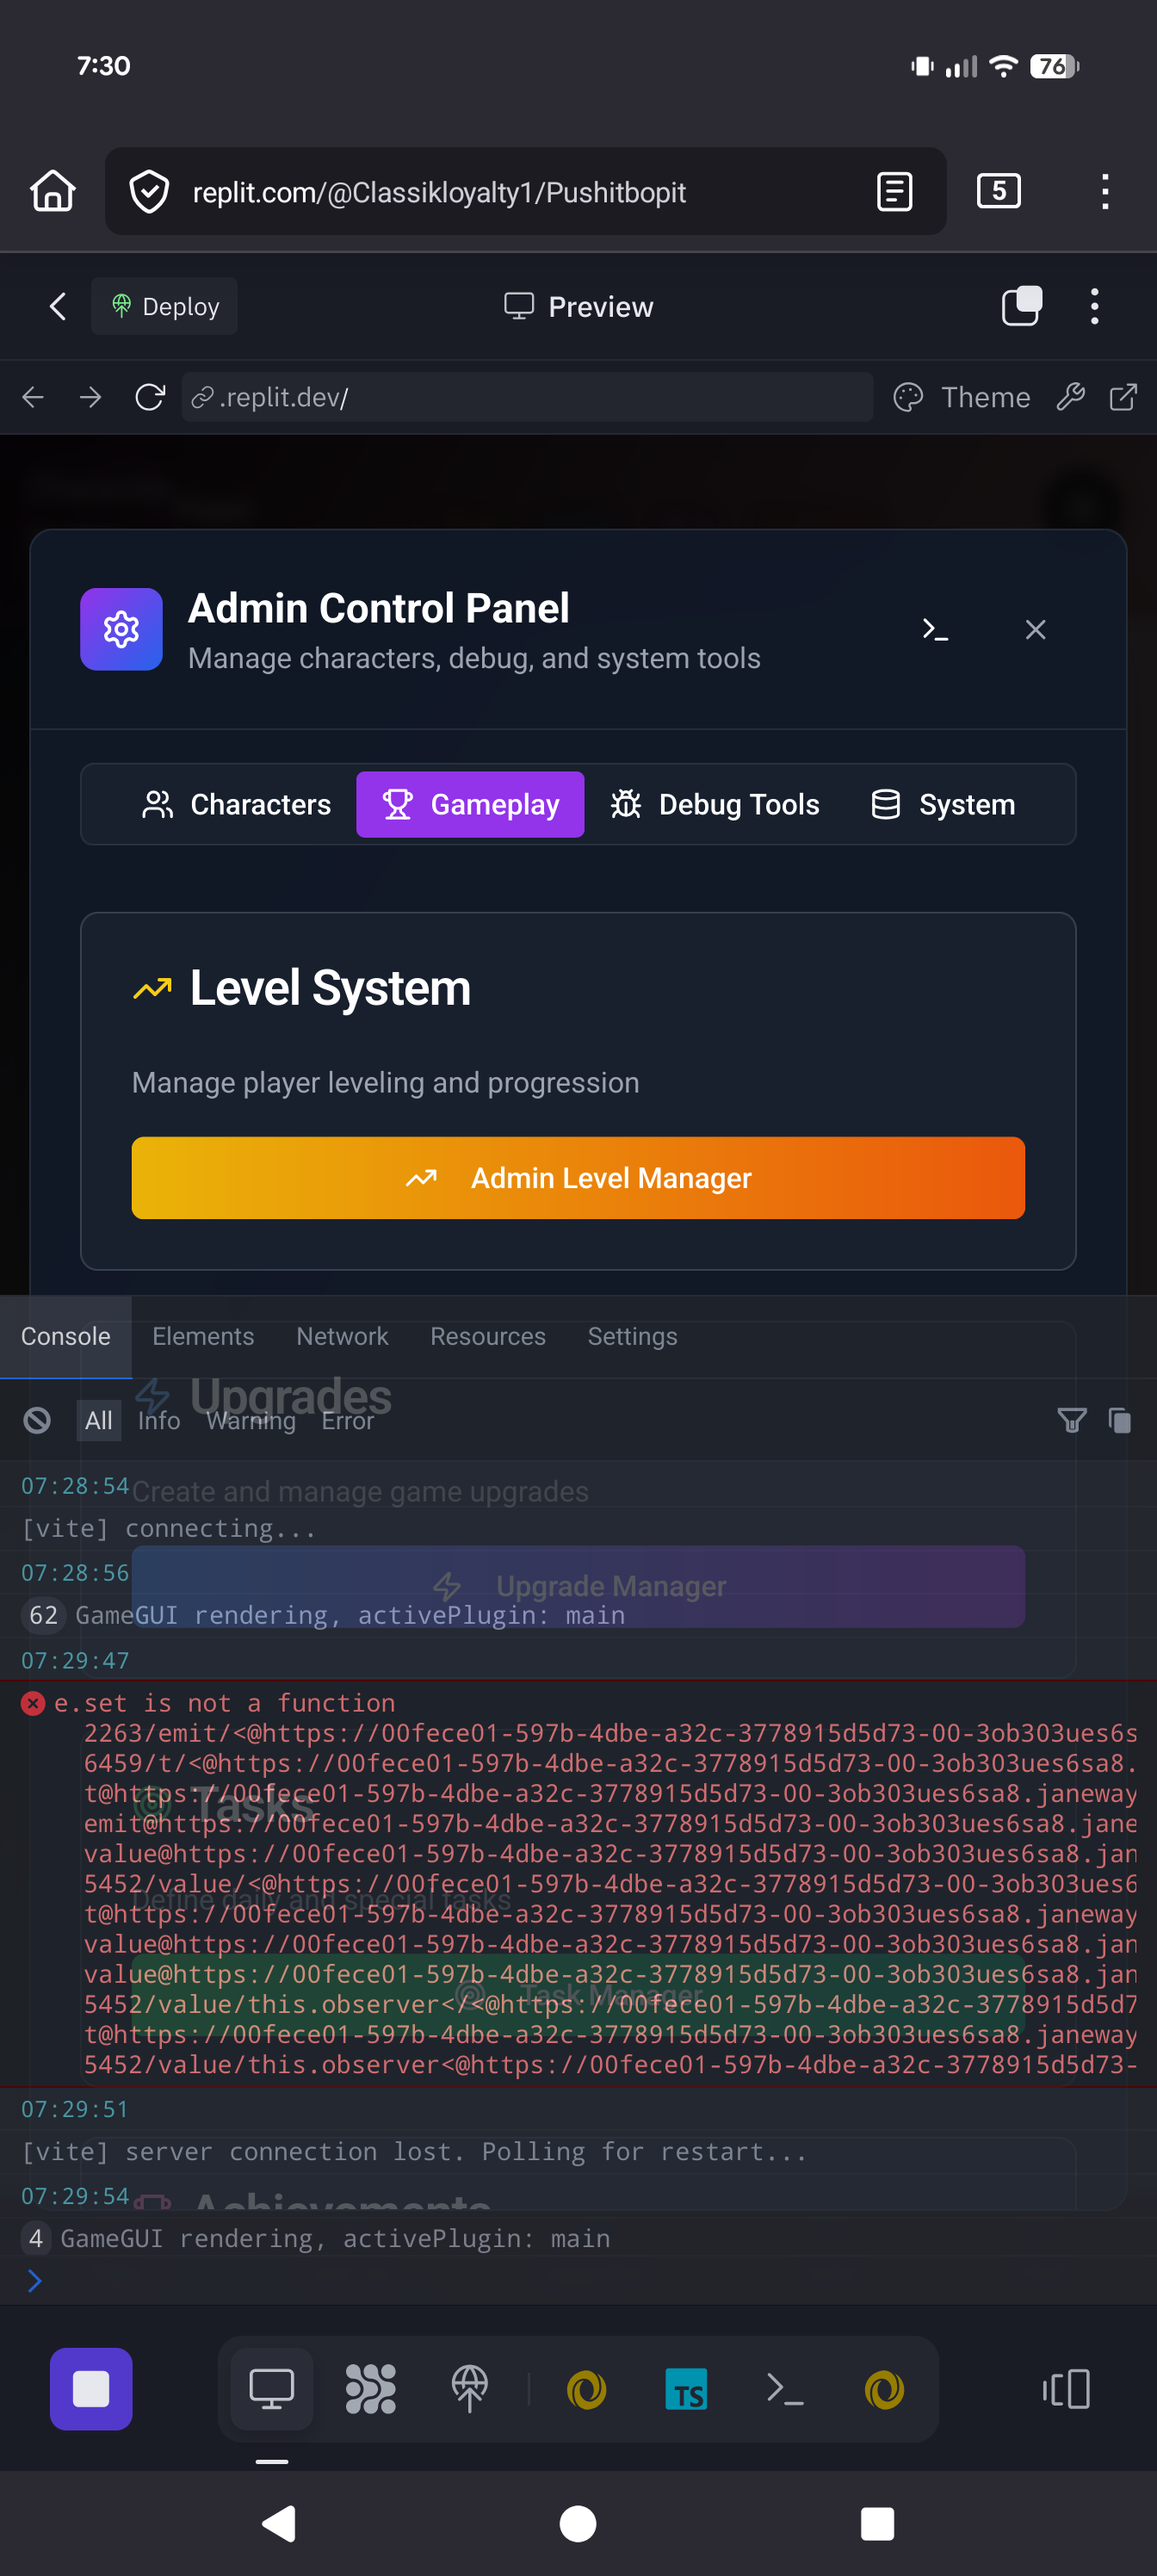 7:30
76
replit.com/@Classikloyalty1/Pushitbopit
5
Deploy
Preview
.replit.dev/
Theme
Admin Control Panel
Manage characters, debug, and system tools
Characters
Gameplay
Debug Tools
System
Level System
Manage player leveling and progression
Admin Level Manager
Console
Elements
Network
Resources
Settings
Upgrades
All
Info
Warning
Error
07:28:54
Create and manage game upgrades
[vite] connecting...
07:28:56
Upgrade Manager
62 GameGUI rendering, activePlugin: main
07:29:47
e.set is not a function
2263/emit/<@https://00fece01-597b-4dbe-a32c-3778915d5d73-00-3ob303ues6s
6459/t/<@https://00fece01-597b-4dbe-a32c-3778915d5d73-00-3ob303ues6sa8.
t@https://00fece01-597b-4dbe-a32c-3778915d5d73-00-3ob303ues6sa8.janeway
Tasks
emit@https://00fece01-597b-4dbe-a32c-3778915d5d73-00-3ob303ues6sa8.jane
value@https://00fece01-597b-4dbe-a32c-3778915d5d73-00-3ob303ues6sa8.jan
5452/value/<@https://00fece01-597b-4dbe-a32c-3778915d5d73-00-3ob303ues6
Define daily and special tasks
t@https://00fece01-597b-4dbe-a32c-3778915d5d73-00-3ob303ues6sa8.janeway
value@https://00fece01-597b-4dbe-a32c-3778915d5d73-00-3ob303ues6sa8.jan
value@https://00fece01-597b-4dbe-a32c-3778915d5d73-00-3ob303ues6sa8.jan
Task Manager
5452/value/this.observer</<@https://00fece01-597b-4dbe-a32c-3778915d5d7
t@https://00fece01-597b-4dbe-a32c-3778915d5d73-00-3ob303ues6sa8.janeway
5452/value/this.observer<@https://00fece01-597b-4dbe-a32c-3778915d5d73-
07:29:51
[vite] server connection lost. Polling for restart...
07:29:54
Achievements
4 GameGUI rendering, activePlugin: main
TS